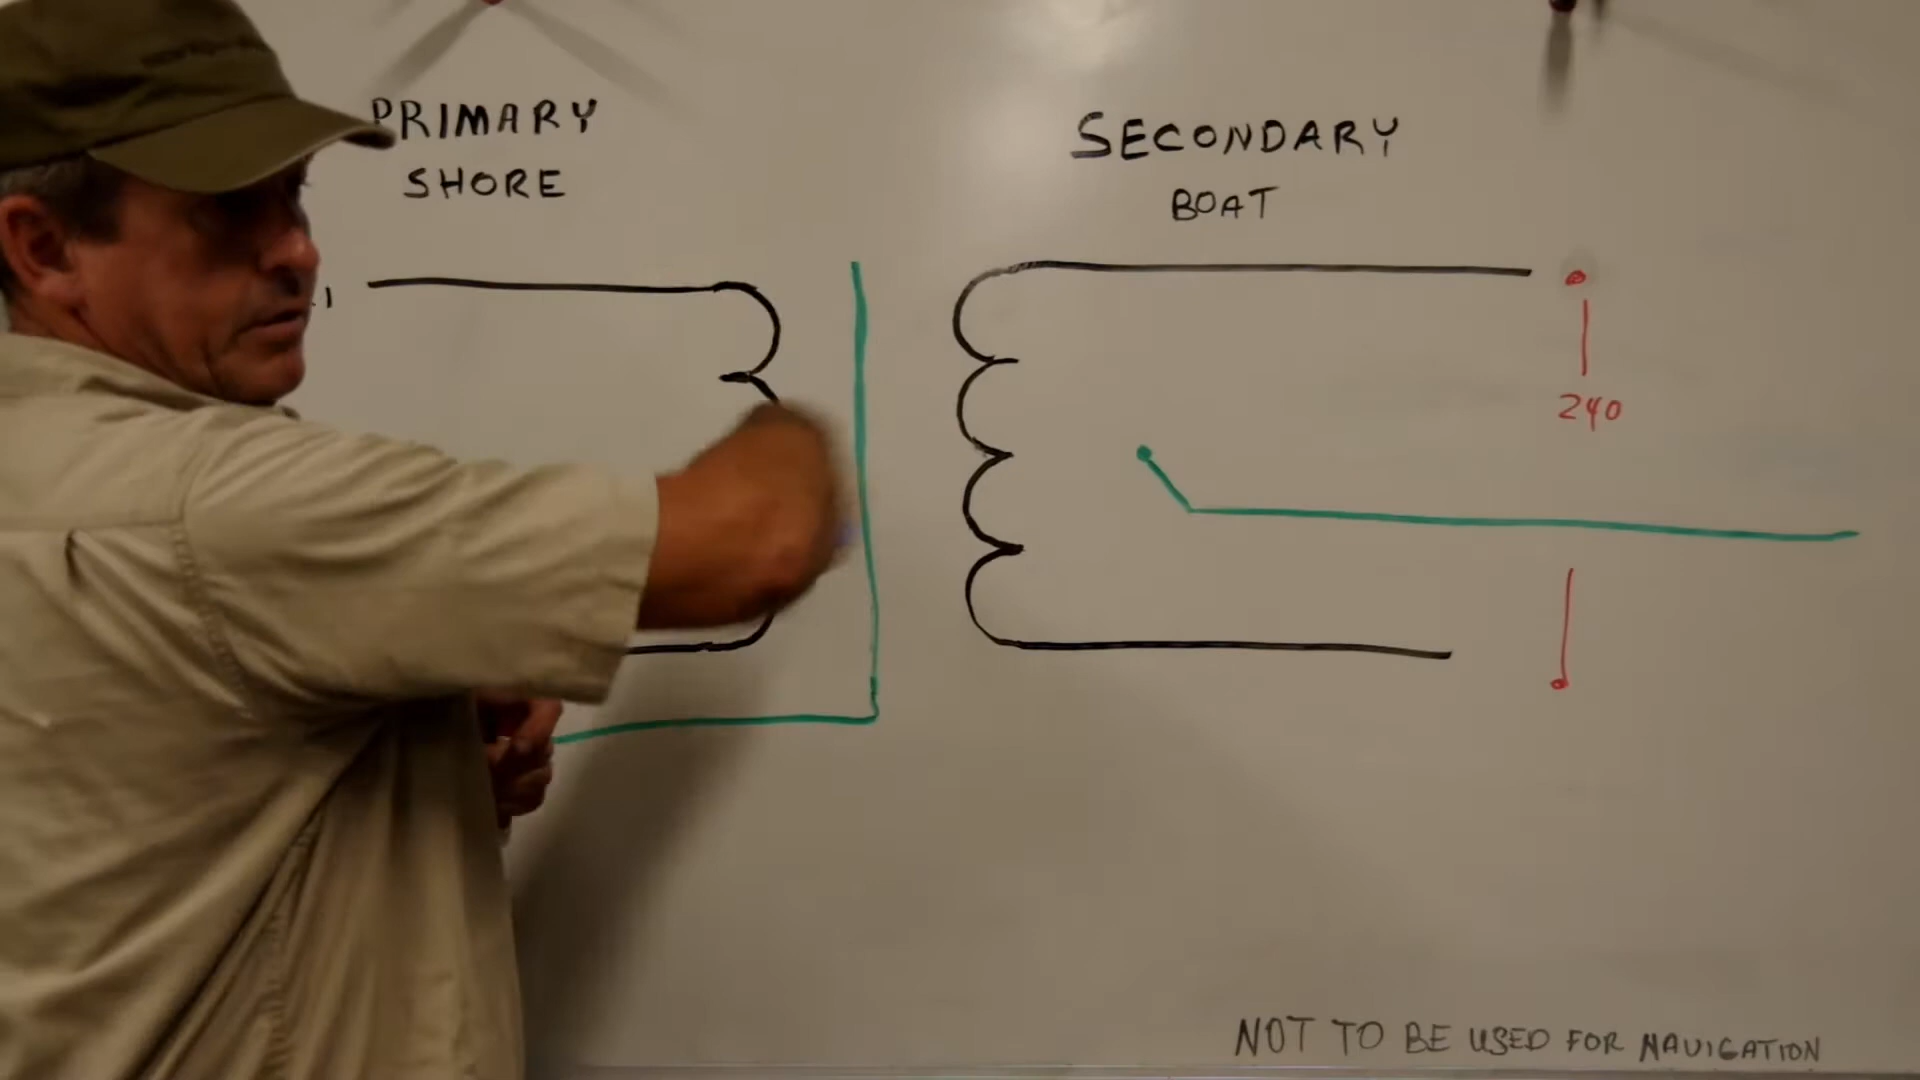 PRIMARY
SHORE
SECONDARY
BOAT
240
NOT TO BE USED FOR NAVIGATION